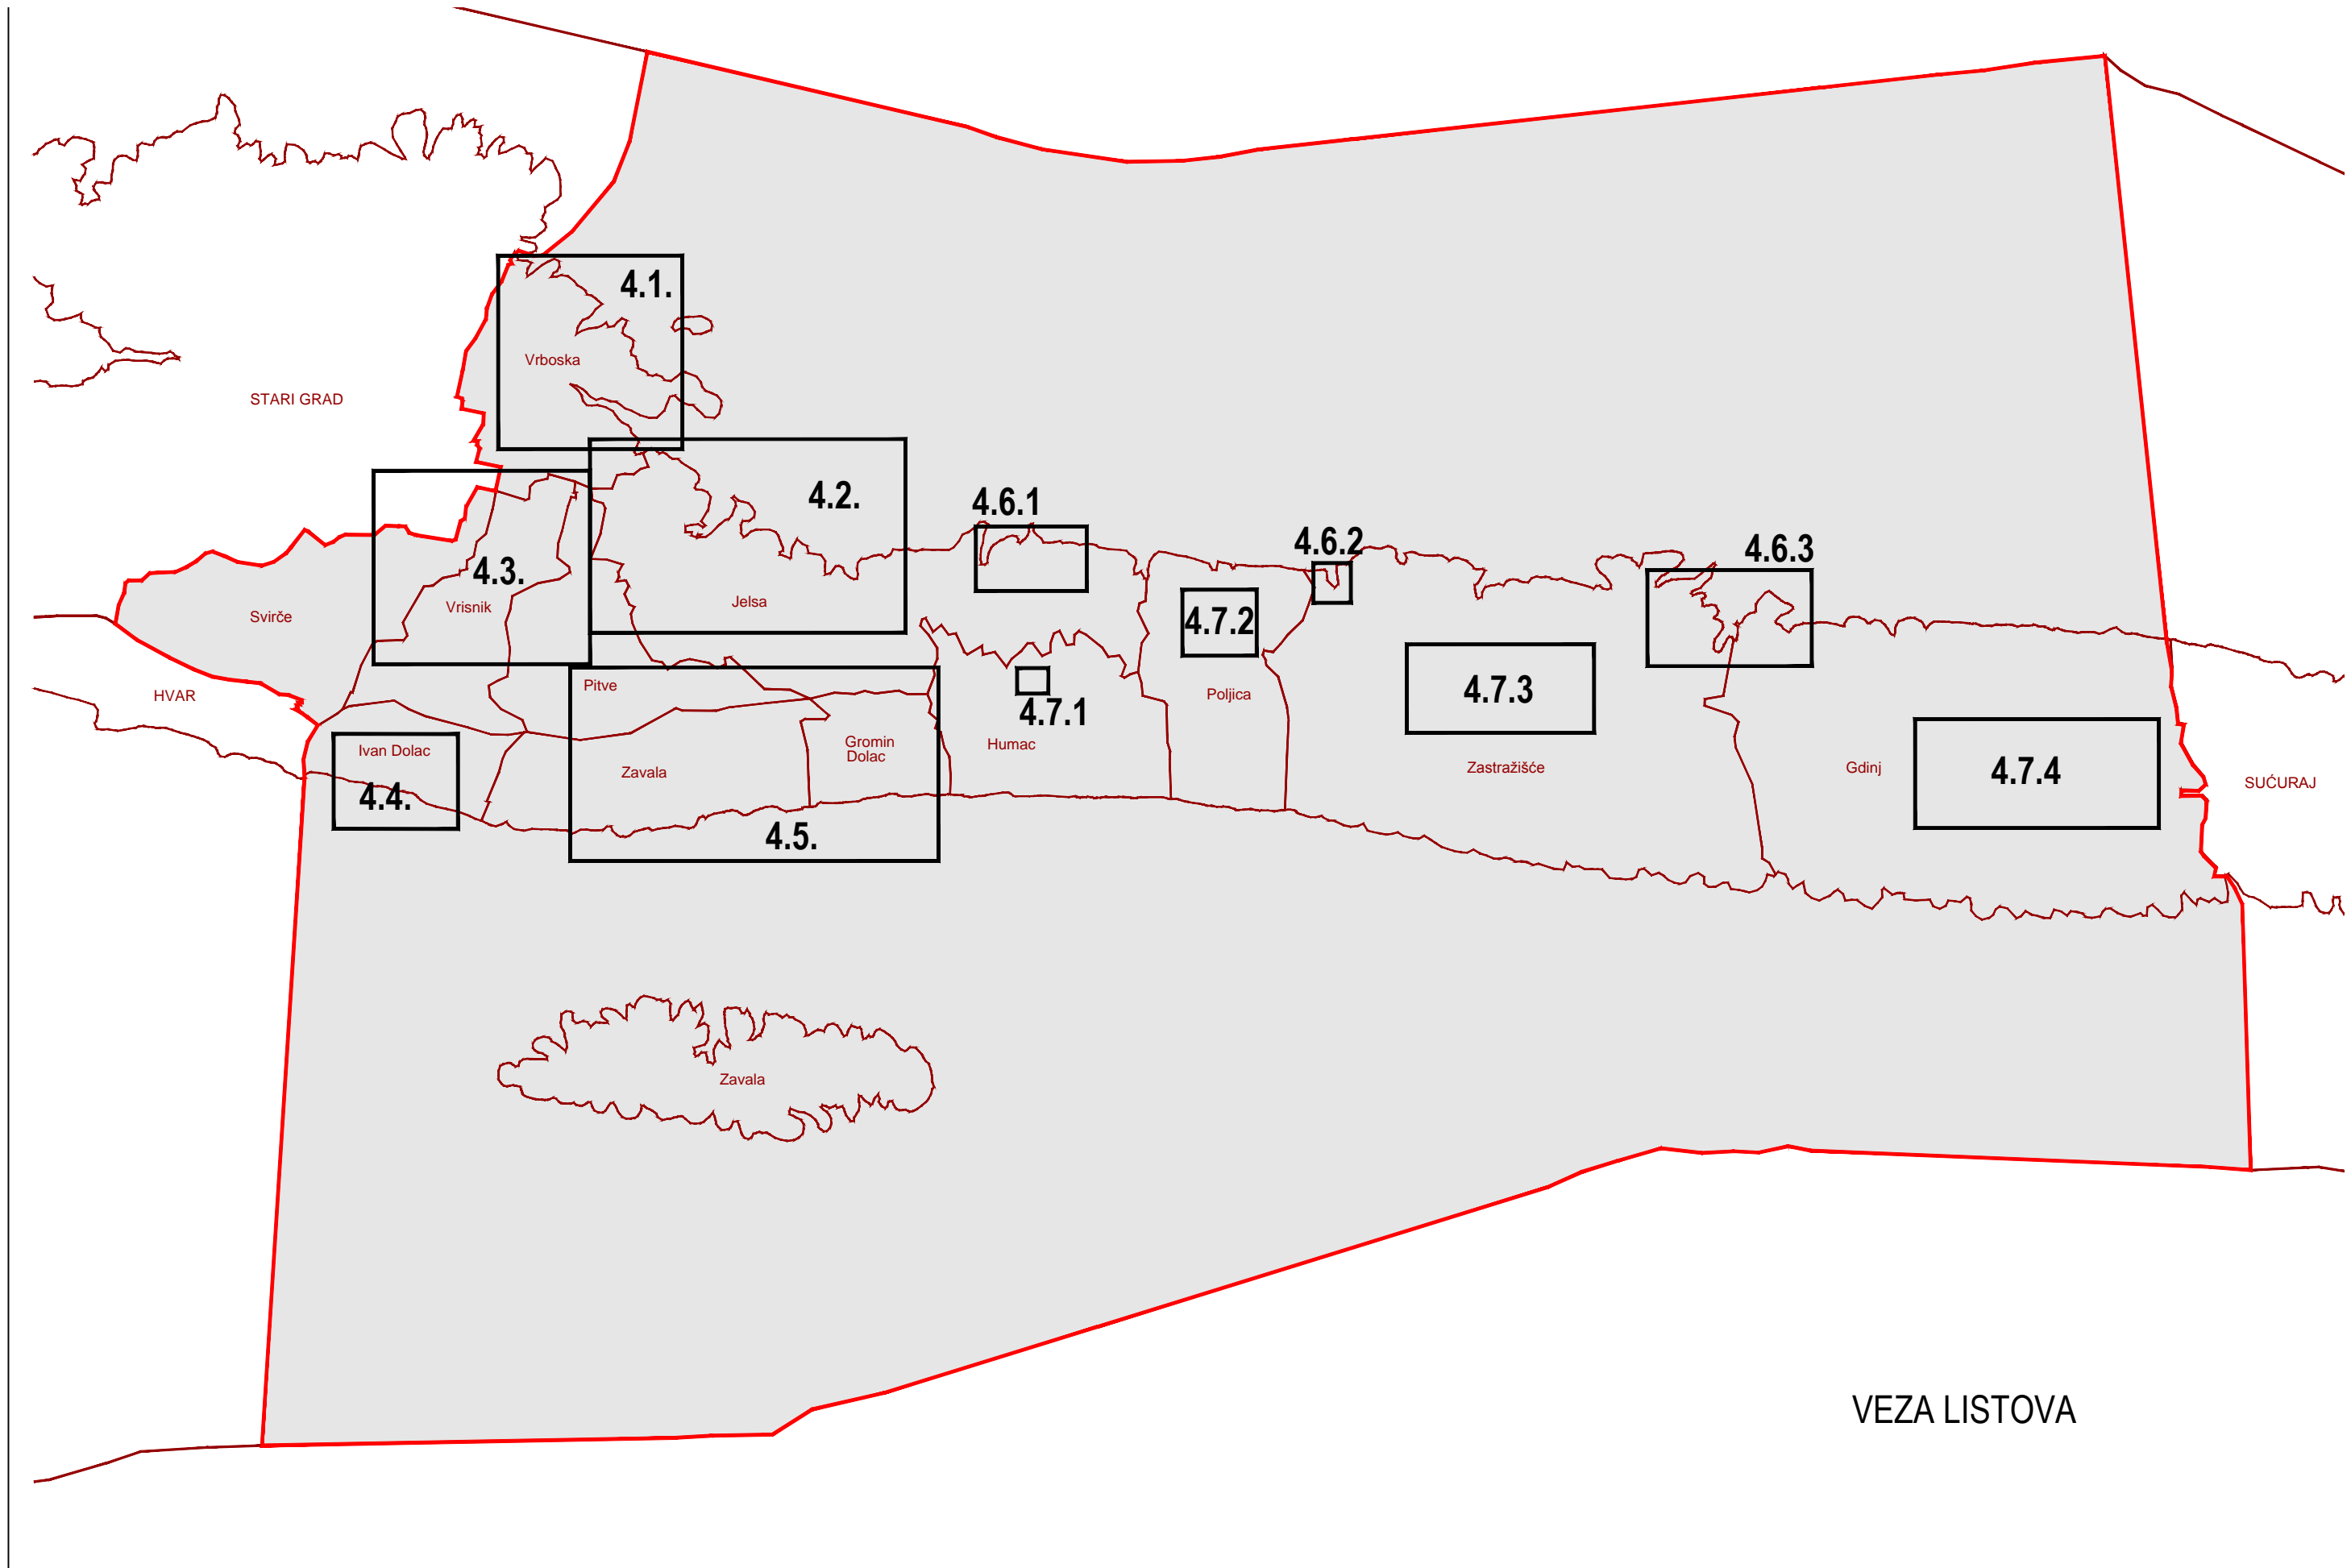 4.1.
Vrboska
STARI GRAD
4.2.
4.6.1
4.6.2
4.6.3
4.3.
Vrisnik
Svirče
Jelsa
4.7.2
HVAR
Pitve
4.7.1
Poljica
4.7.3
Ivan Dolac
4.4.
Zavala
Gromin
Dolac
Humac
Zastražišće
Gdinj
4.7.4
SUĆURAJ
4.5.
Zavala
VEZA LISTOVA